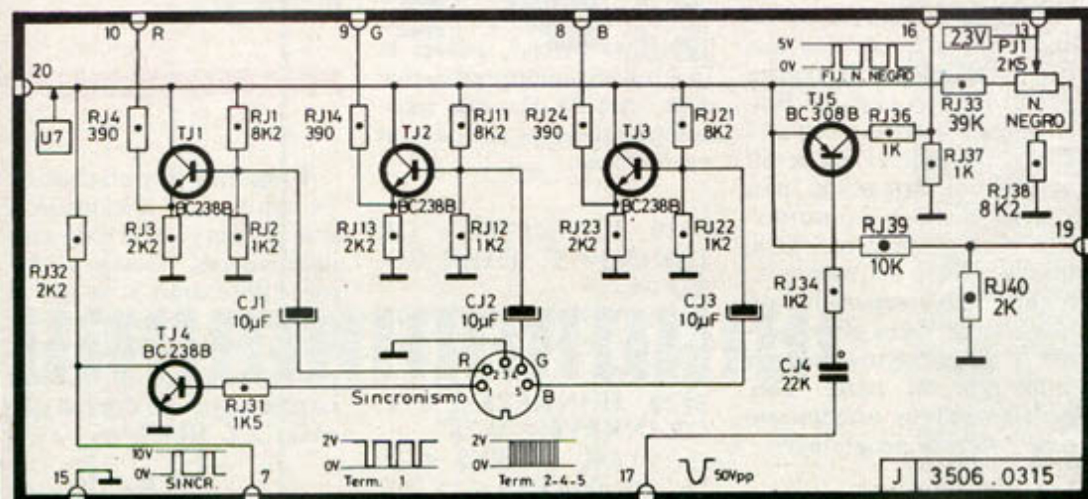 10 R
9 G
8 B
16
13
20
U7
RJ4
390
TJ1
BC238B
RJ1
8K2
RJ3
2K2
RJ2
1K2
RJ14
390
TJ2
BC238B
RJ11
8K2
RJ13
2K2
RJ12
1K2
RJ24
390
TJ3
BC238B
RJ21
8K2
RJ23
2K2
RJ22
1K2
5V
0V
FIJ. N. NEGRO
TJ5
BC308B
RJ36
1K
RJ37
1K
2,3V
PJ1
2K5
RJ33
39K
N.
NEGRO
RJ38
8K2
19
RJ39
10K
RJ40
2K
RJ34
1K2
CJ4
22K
RJ32
2K2
CJ1
10µF
CJ2
10µF
CJ3
10µF
TJ4
BC238B
RJ31
1K5
R
G
B
Sincronismo
15
10V
0V
SINCR.
7
2V
0V
Term. 1
2V
0V
Term. 2-4-5
17
50Vpp
J 3506.0315